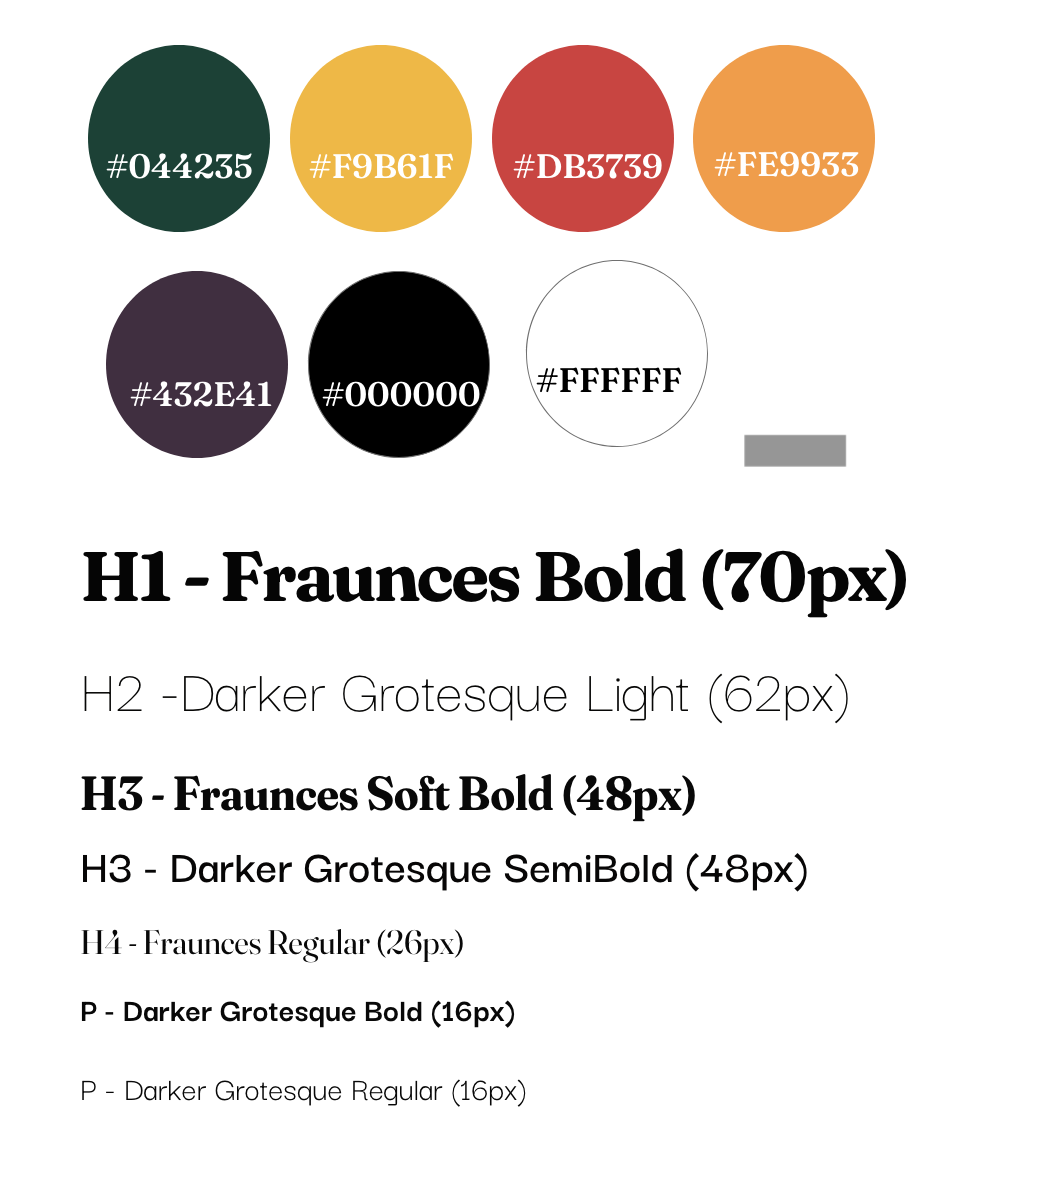 #044235 #F9B61F #DB3739 #FE9933
#432E41 #000000 #FFFFFF
H1 - Fraunces Bold (70px)
H2 -Darker Grotesque Light (62px)
H3 - Fraunces Soft Bold (48px)
H3 - Darker Grotesque SemiBold (48px)
H4 - Fraunces Regular (26px)
P - Darker Grotesque Bold (16px)
P - Darker Grotesque Regular (16px)